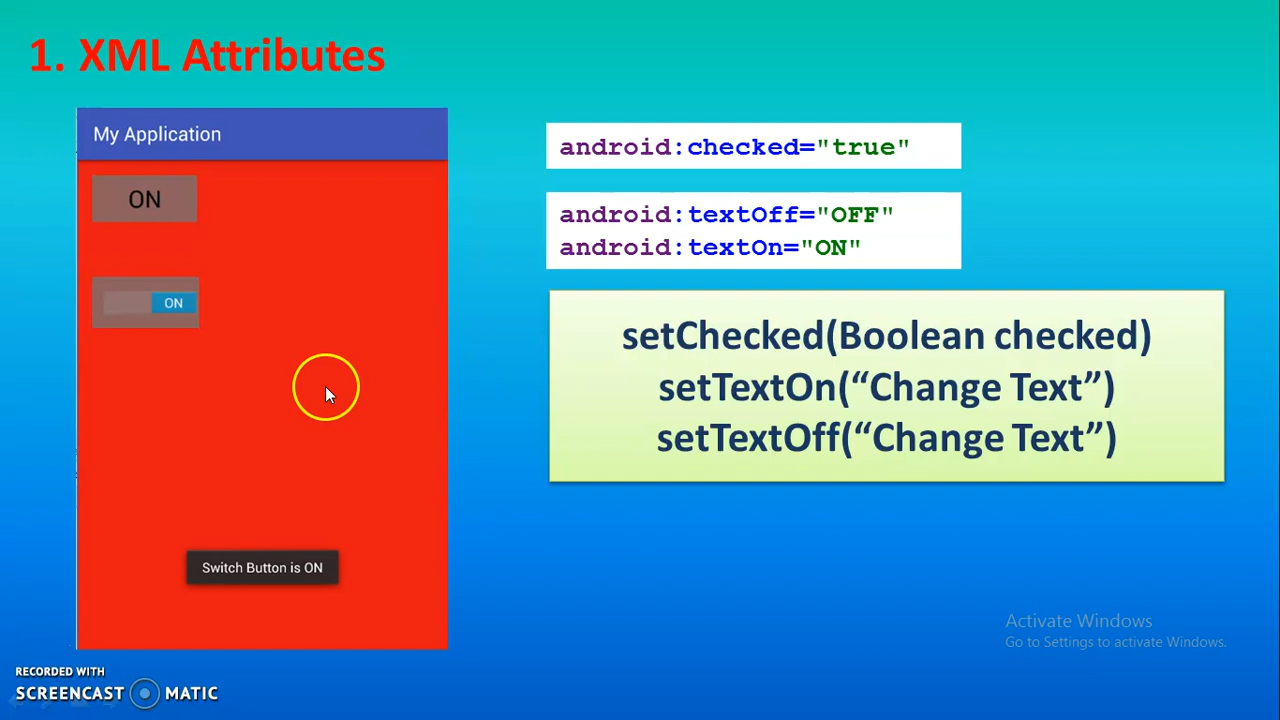 1. XML Attributes
My Application
ON
ON
Switch Button is ON
android:checked="true"
android:textOff="OFF"
android:textOn="ON"
setChecked(Boolean checked)
setTextOn(“Change Text”)
setTextOff(“Change Text”)
Activate Windows
Go to Settings to activate Windows.
RECORDED WITH
SCREENCAST MATIC